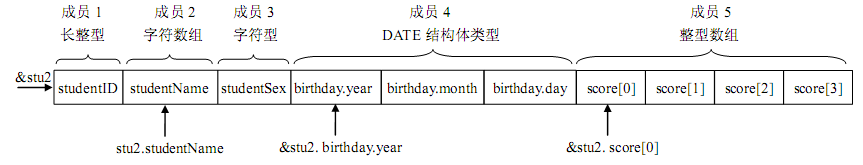 成员 1 成员 2 成员 3 成员 4 成员 5
长整型 字符数组 字符型 DATE 结构体类型 整型数组
&stu2 studentID studentName studentSex birthday.year birthday.month birthday.day score[0] score[1] score[2] score[3]
stu2.studentName &stu2. birthday.year &stu2. score[0]